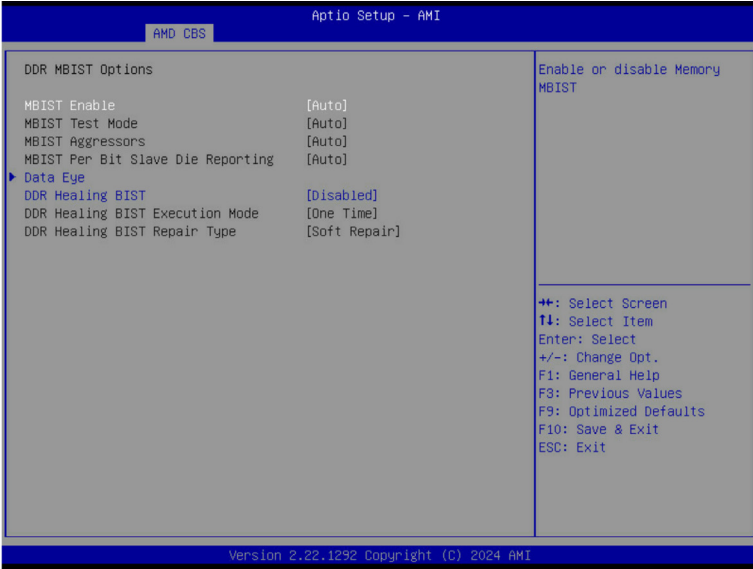 Aptio Setup – AMI
AMD CBS
DDR MBIST Options
MBIST Enable [Auto]
MBIST Test Mode [Auto]
MBIST Aggressors [Auto]
MBIST Per Bit Slave Die Reporting [Auto]
Data Eye
DDR Healing BIST [Disabled]
DDR Healing BIST Execution Mode [One Time]
DDR Healing BIST Repair Type [Soft Repair]
Enable or disable Memory
MBIST
→←: Select Screen
↑↓: Select Item
Enter: Select
+/-: Change Opt.
F1: General Help
F3: Previous Values
F9: Optimized Defaults
F10: Save & Exit
ESC: Exit
Version 2.22.1292 Copyright (C) 2024 AMI